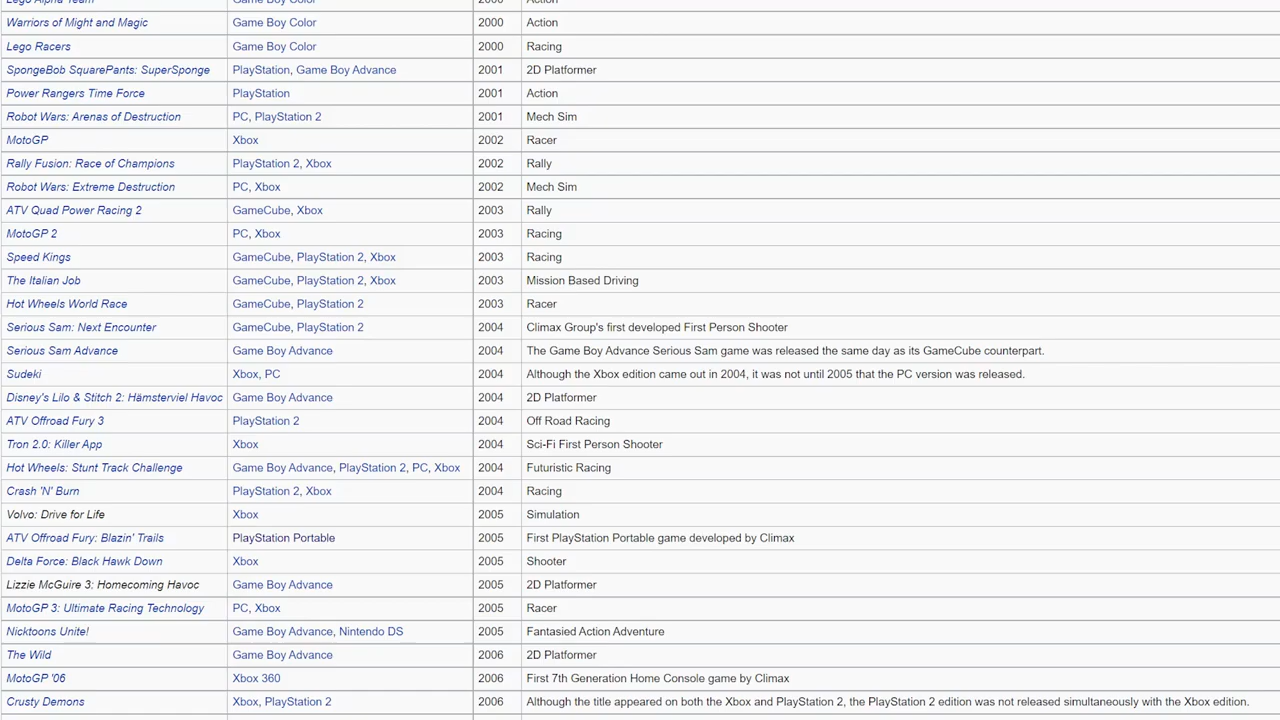 Lego Alpha Team Game Boy Color 2000 Action
Warriors of Might and Magic Game Boy Color 2000 Action
Lego Racers Game Boy Color 2000 Racing
SpongeBob SquarePants: SuperSponge PlayStation, Game Boy Advance 2001 2D Platformer
Power Rangers Time Force PlayStation 2001 Action
Robot Wars: Arenas of Destruction PC, PlayStation 2 2001 Mech Sim
MotoGP Xbox 2002 Racer
Rally Fusion: Race of Champions PlayStation 2, Xbox 2002 Rally
Robot Wars: Extreme Destruction PC, Xbox 2002 Mech Sim
ATV Quad Power Racing 2 GameCube, Xbox 2003 Rally
MotoGP 2 PC, Xbox 2003 Racing
Speed Kings GameCube, PlayStation 2, Xbox 2003 Racing
The Italian Job GameCube, PlayStation 2, Xbox 2003 Mission Based Driving
Hot Wheels World Race GameCube, PlayStation 2 2003 Racer
Serious Sam: Next Encounter GameCube, PlayStation 2 2004 Climax Group's first developed First Person Shooter
Serious Sam Advance Game Boy Advance 2004 The Game Boy Advance Serious Sam game was released the same day as its GameCube counterpart.
Sudeki Xbox, PC 2004 Although the Xbox edition came out in 2004, it was not until 2005 that the PC version was released.
Disney's Lilo & Stitch 2: Hämsterviel Havoc Game Boy Advance 2004 2D Platformer
ATV Offroad Fury 3 PlayStation 2 2004 Off Road Racing
Tron 2.0: Killer App Xbox 2004 Sci-Fi First Person Shooter
Hot Wheels: Stunt Track Challenge Game Boy Advance, PlayStation 2, PC, Xbox 2004 Futuristic Racing
Crash 'N' Burn PlayStation 2, Xbox 2004 Racing
Volvo: Drive for Life Xbox 2005 Simulation
ATV Offroad Fury: Blazin' Trails PlayStation Portable 2005 First PlayStation Portable game developed by Climax
Delta Force: Black Hawk Down Xbox 2005 Shooter
Lizzie McGuire 3: Homecoming Havoc Game Boy Advance 2005 2D Platformer
MotoGP 3: Ultimate Racing Technology PC, Xbox 2005 Racer
Nicktoons Unite! Game Boy Advance, Nintendo DS 2005 Fantasied Action Adventure
The Wild Game Boy Advance 2006 2D Platformer
MotoGP '06 Xbox 360 2006 First 7th Generation Home Console game by Climax
Crusty Demons Xbox, PlayStation 2 2006 Although the title appeared on both the Xbox and PlayStation 2, the PlayStation 2 edition was not released simultaneously with the Xbox edition.